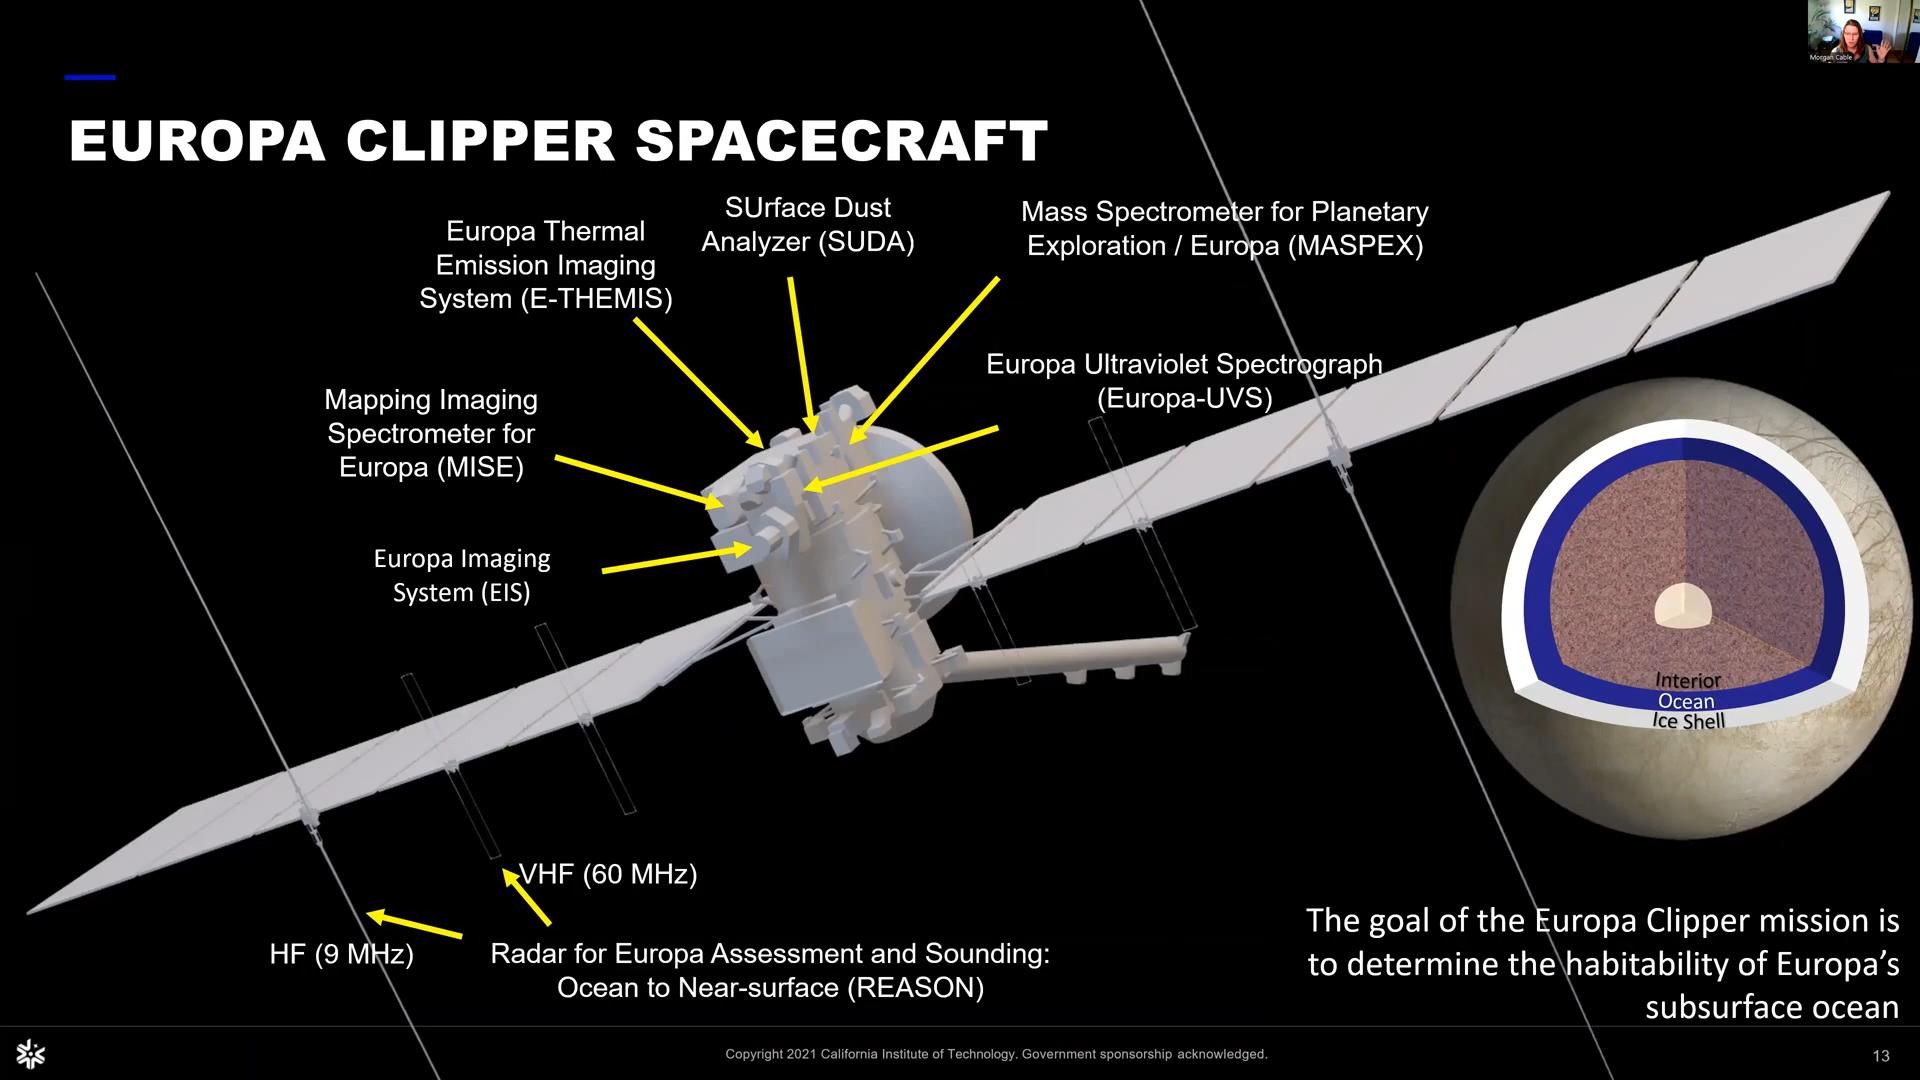 Morgan Cable
EUROPA CLIPPER SPACECRAFT
SUrface Dust
Analyzer (SUDA)
Mass Spectrometer for Planetary
Exploration / Europa (MASPEX)
Europa Thermal
Emission Imaging
System (E-THEMIS)
Europa Ultraviolet Spectrograph
(Europa-UVS)
Mapping Imaging
Spectrometer for
Europa (MISE)
Europa Imaging
System (EIS)
Interior
Ocean
Ice Shell
VHF (60 MHz)
HF (9 MHz)
Radar for Europa Assessment and Sounding:
Ocean to Near-surface (REASON)
The goal of the Europa Clipper mission is
to determine the habitability of Europa’s
subsurface ocean
Copyright 2021 California Institute of Technology. Government sponsorship acknowledged.
13